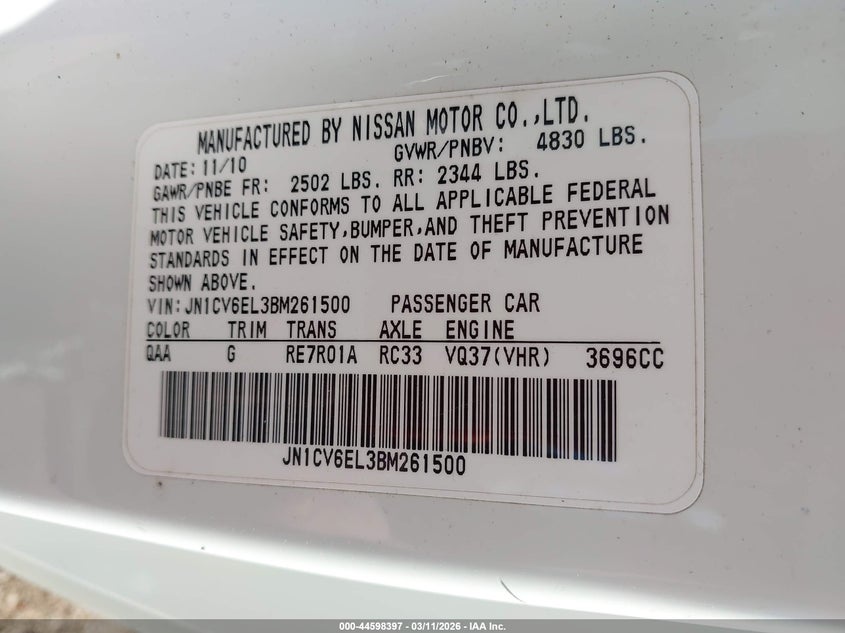 MANUFACTURED BY NISSAN MOTOR CO.,LTD.
DATE: 11/10 GVWR/PNBV: 4830 LBS.
GAWR/PNBE FR: 2502 LBS. RR: 2344 LBS.
THIS VEHICLE CONFORMS TO ALL APPLICABLE FEDERAL
MOTOR VEHICLE SAFETY,BUMPER,AND THEFT PREVENTION
STANDARDS IN EFFECT ON THE DATE OF MANUFACTURE
SHOWN ABOVE.
VIN:JN1CV6EL3BM261500 PASSENGER CAR
COLOR TRIM TRANS AXLE ENGINE
QAA G RE7R01A RC33 VQ37(VHR) 3696CC
JN1CV6EL3BM261500
000-44598397 - 03/11/2026 - IAA Inc.